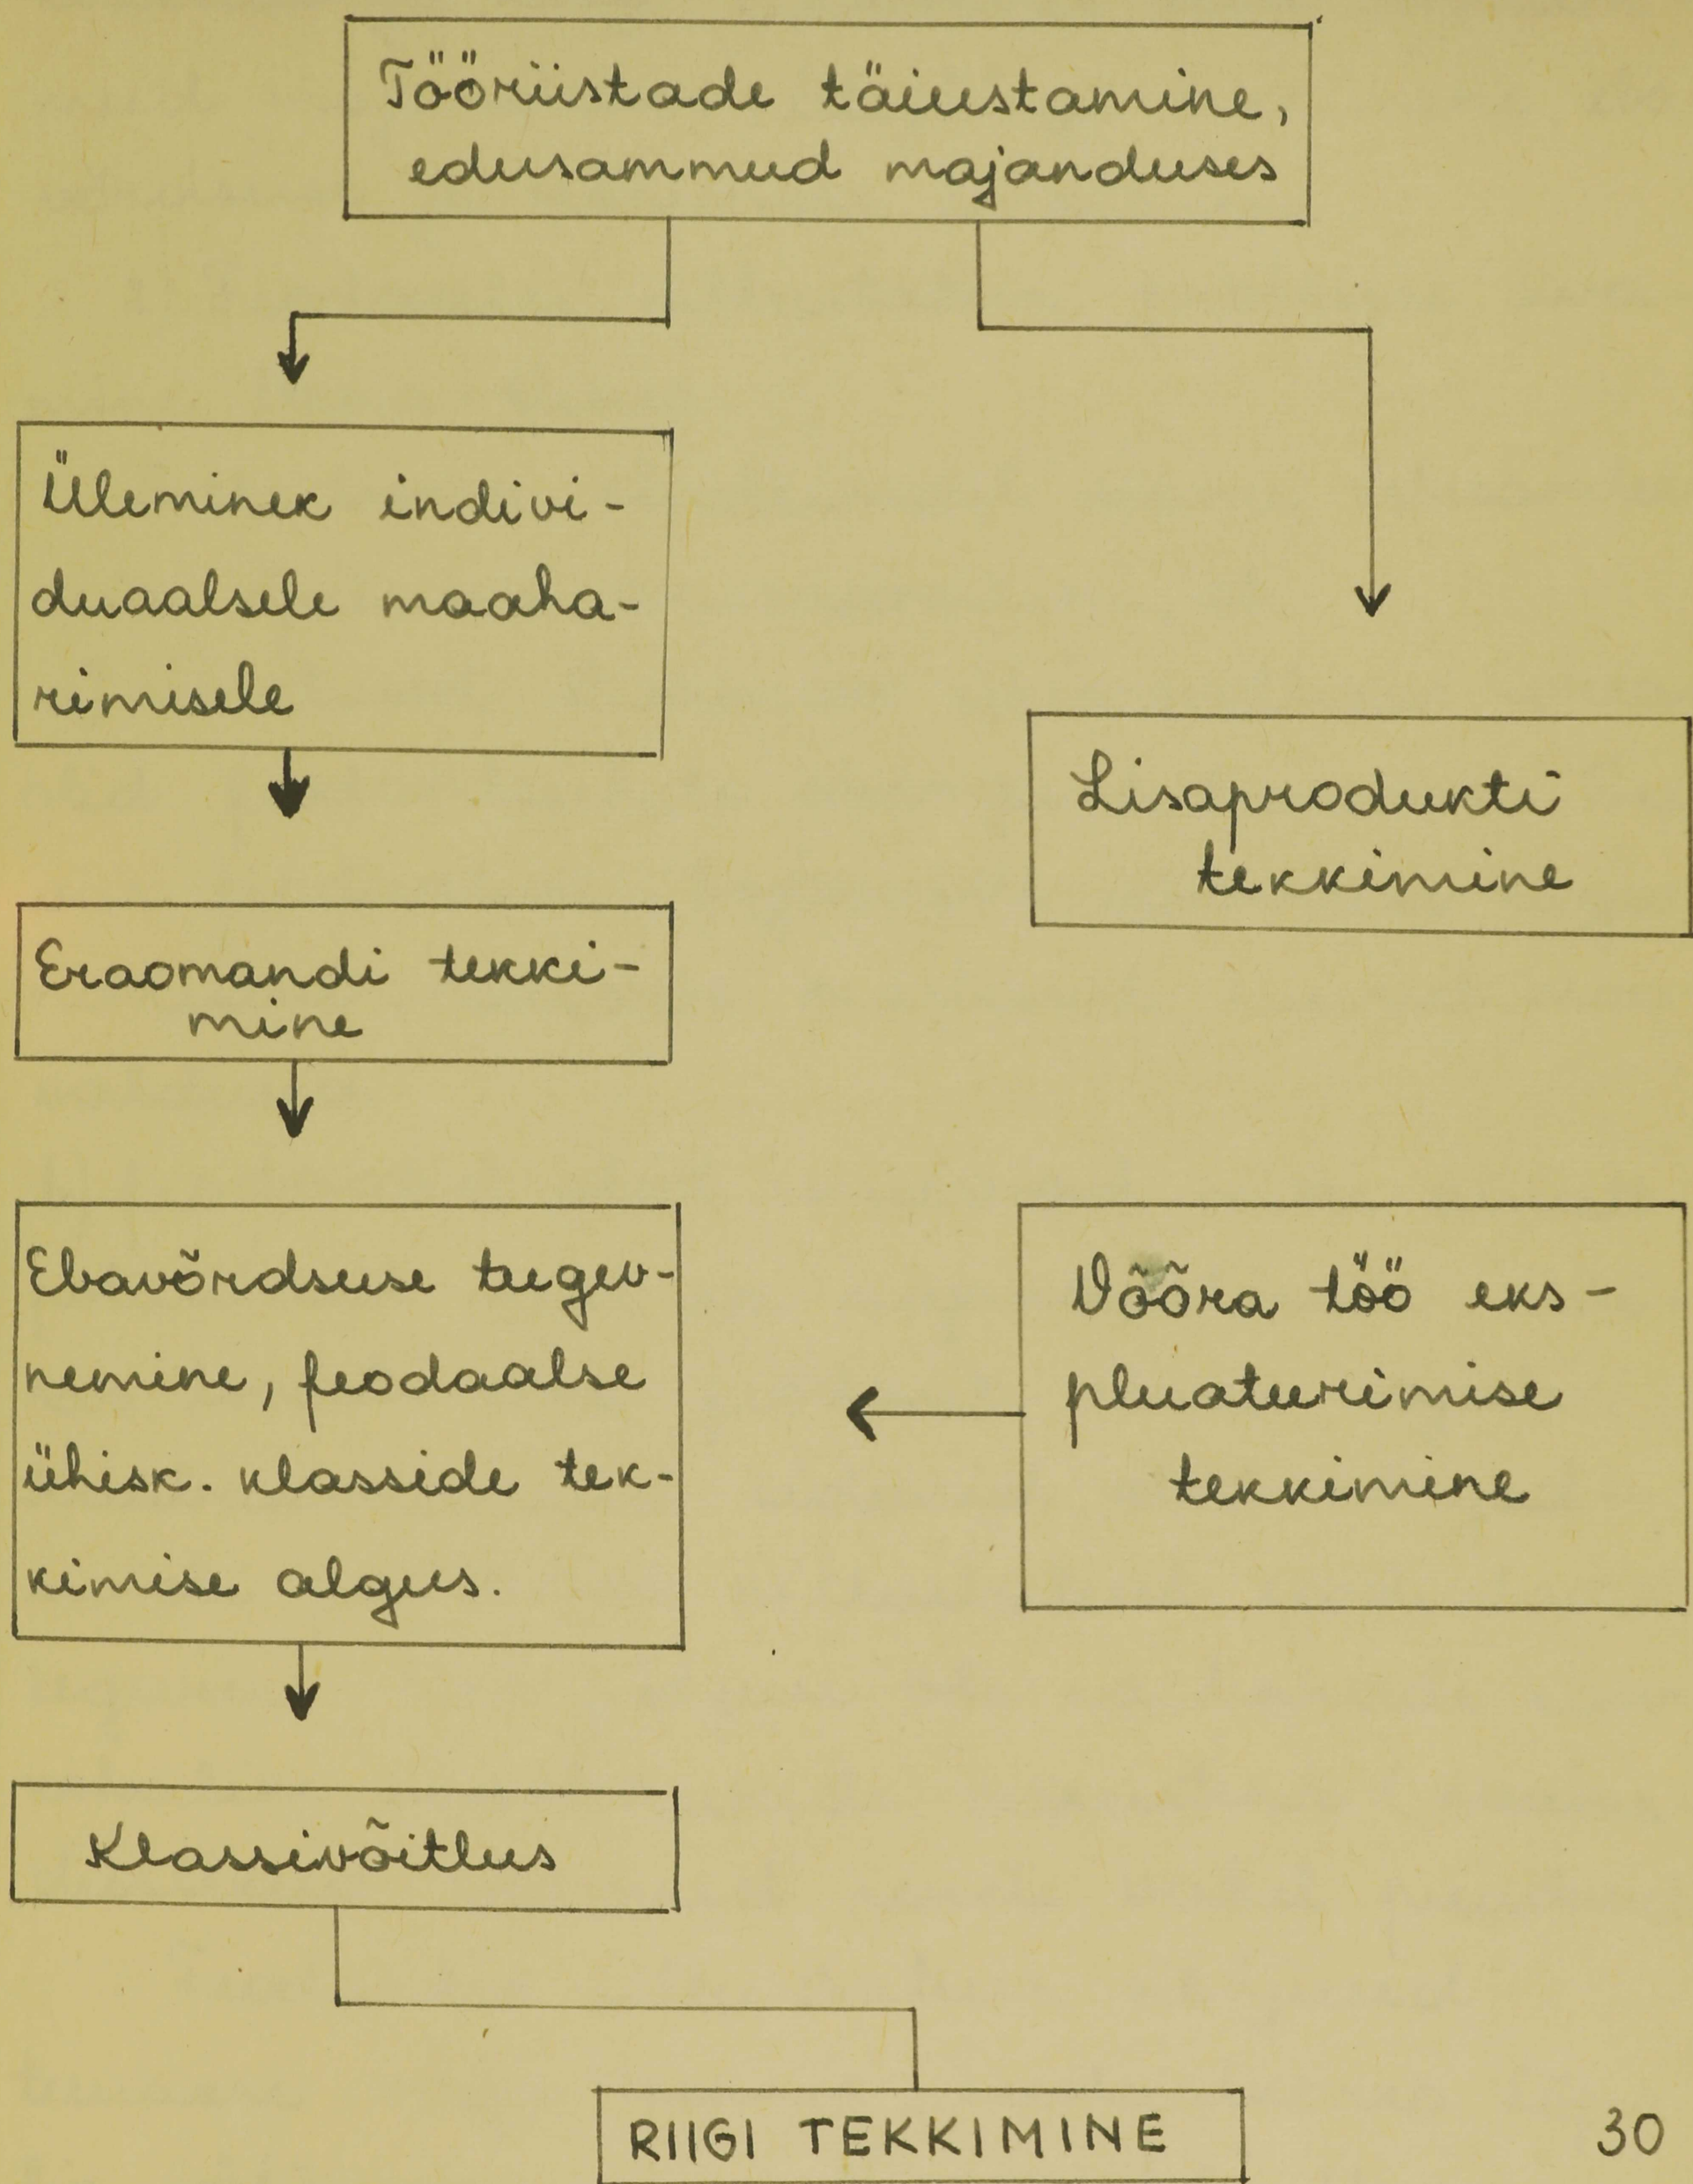 Tööriistade täiustamine,
edusammud majanduses
Üleminek indivi-
duaalsele maaha-
rimisele
Lisaprodukti
tekkimine
Eraomandi tekki-
mine
Ebavõrdsuse tugev-
nemine, feodaalse
ühisk. klasside tek-
kimise algus.
Võõra töö eks-
pluateerimise
tekkimine
Klassivõitlus
RIIGI TEKKIMINE
30